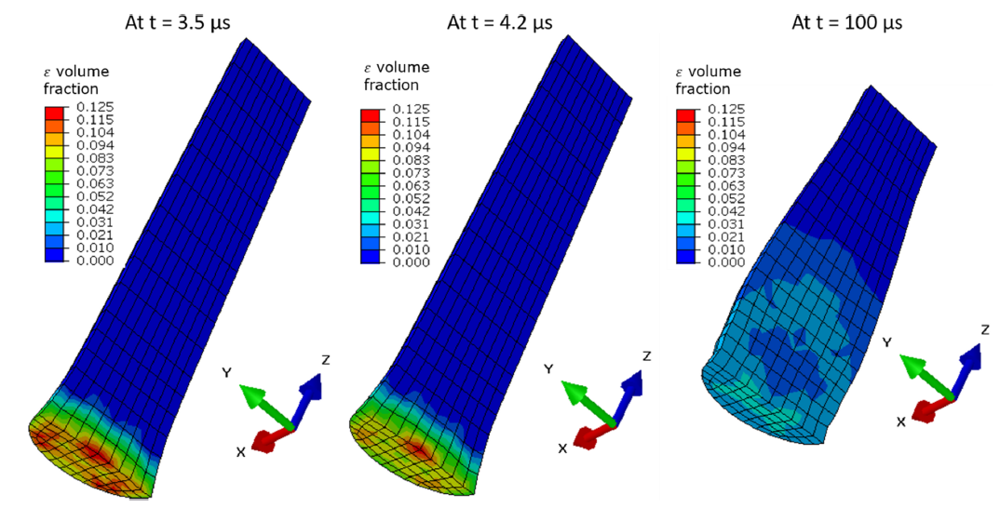 At t = 3.5 µs
ε volume
fraction
0.125
0.115
0.104
0.094
0.083
0.073
0.063
0.052
0.042
0.031
0.021
0.010
0.000
Y
Z
X
At t = 4.2 µs
ε volume
fraction
0.125
0.115
0.104
0.094
0.083
0.073
0.063
0.052
0.042
0.031
0.021
0.010
0.000
Y
Z
X
At t = 100 µs
ε volume
fraction
0.125
0.115
0.104
0.094
0.083
0.073
0.063
0.052
0.042
0.031
0.021
0.010
0.000
Y
Z
X